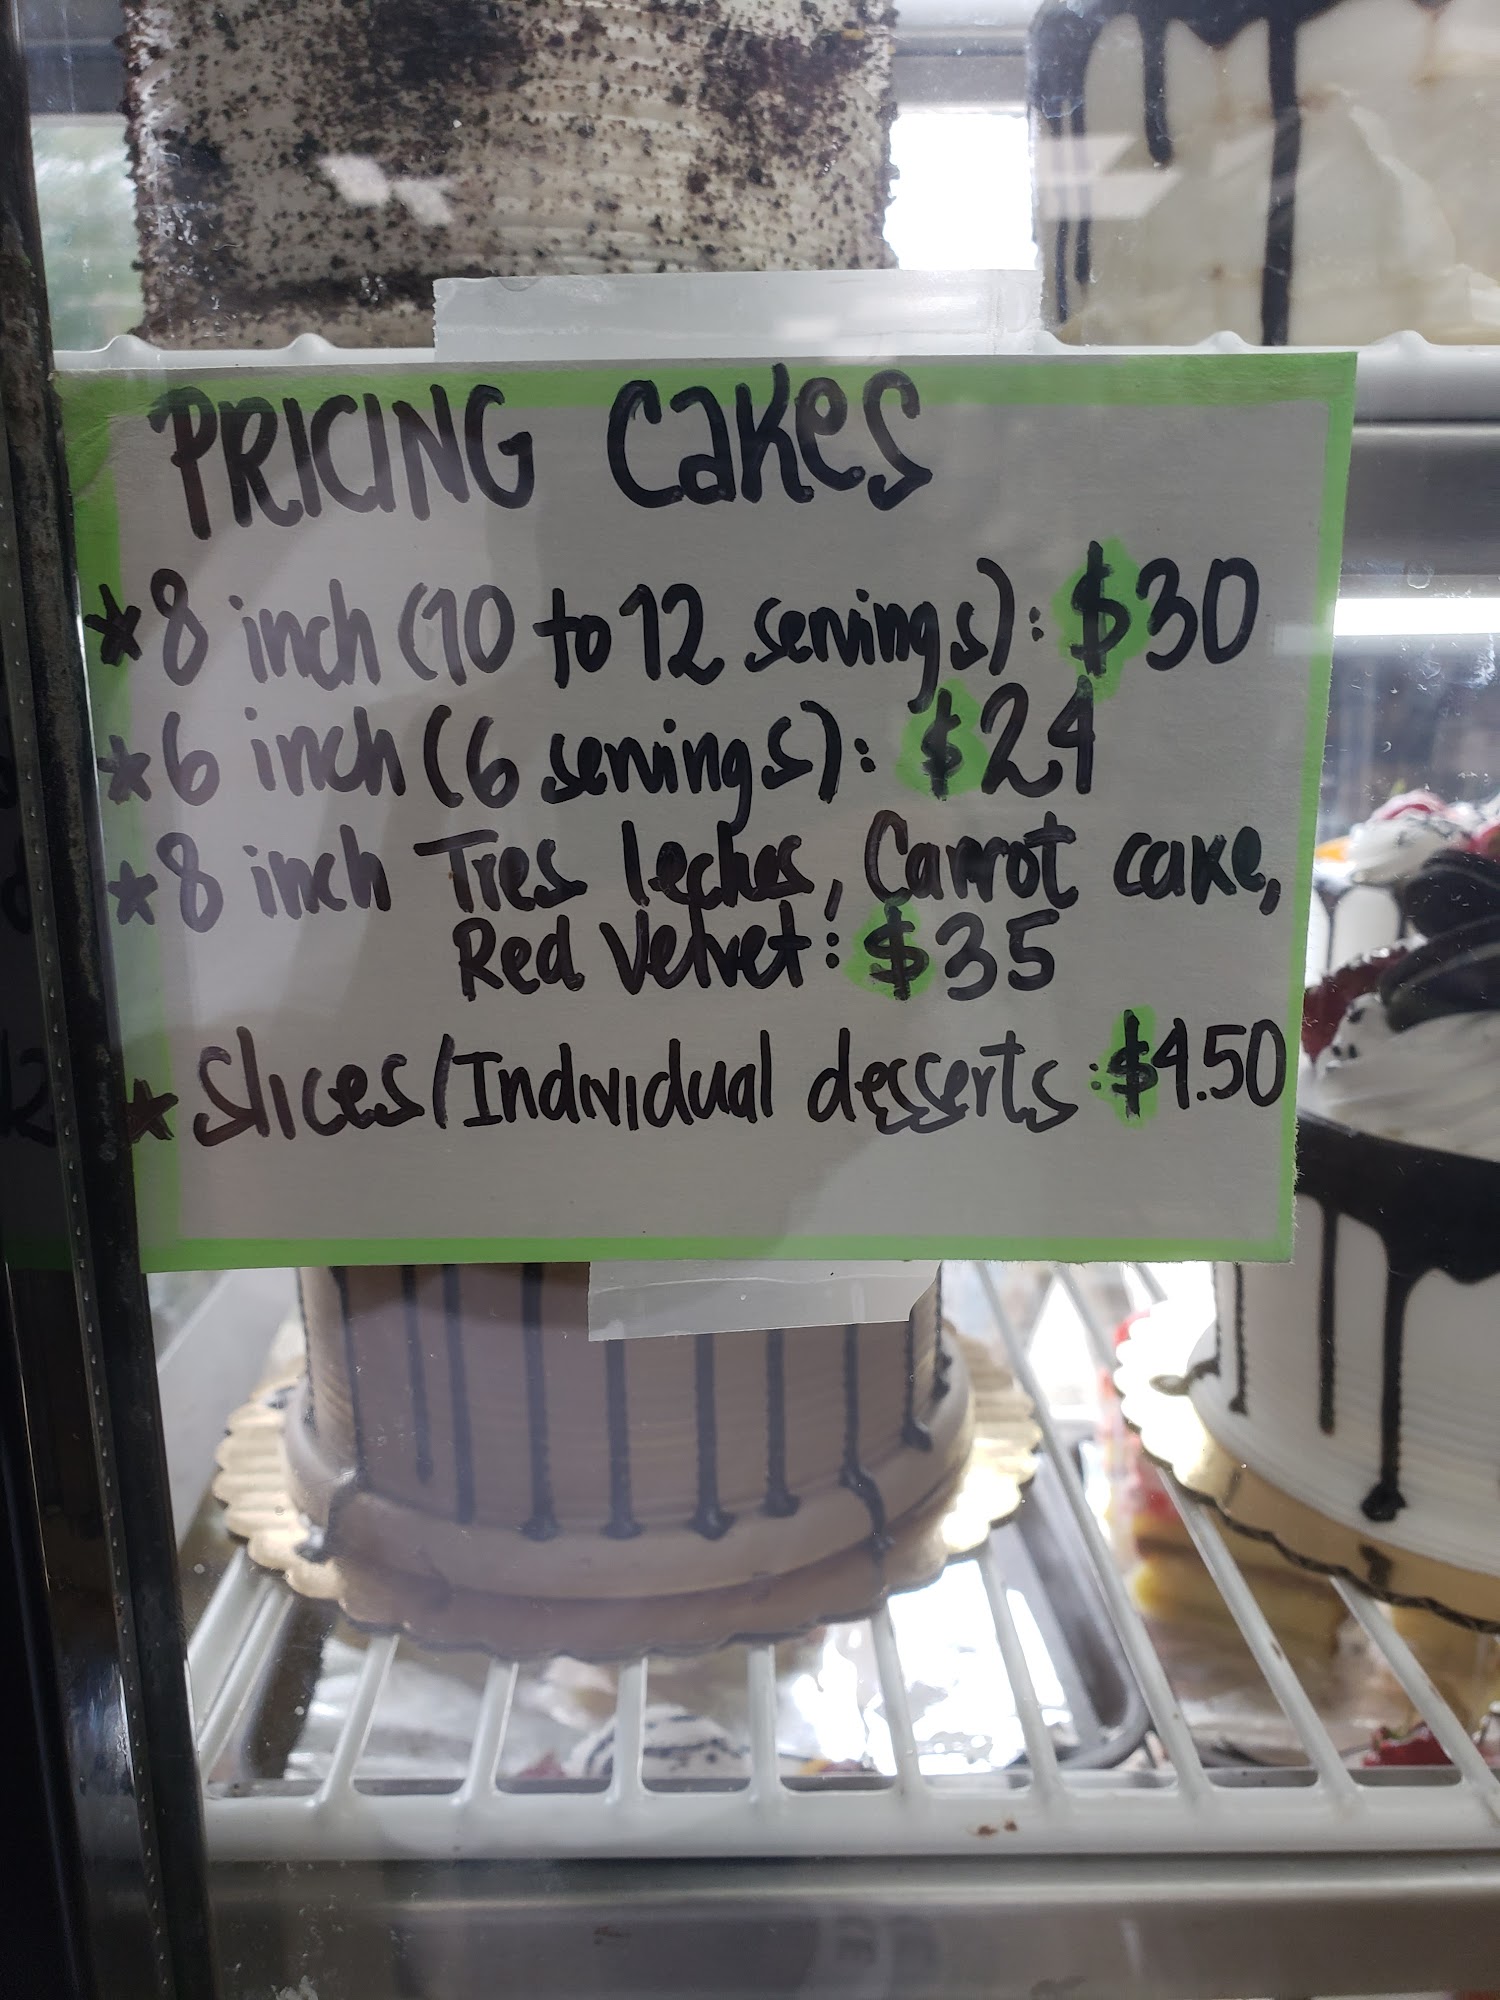 PRICING Cakes
*8 inch (10 to 12 servings): $30
*6 inch (6 servings): $24
*8 inch Tres leches, Carrot cake,
Red Velvet: $35
* Slices/Individual desserts: $4.50